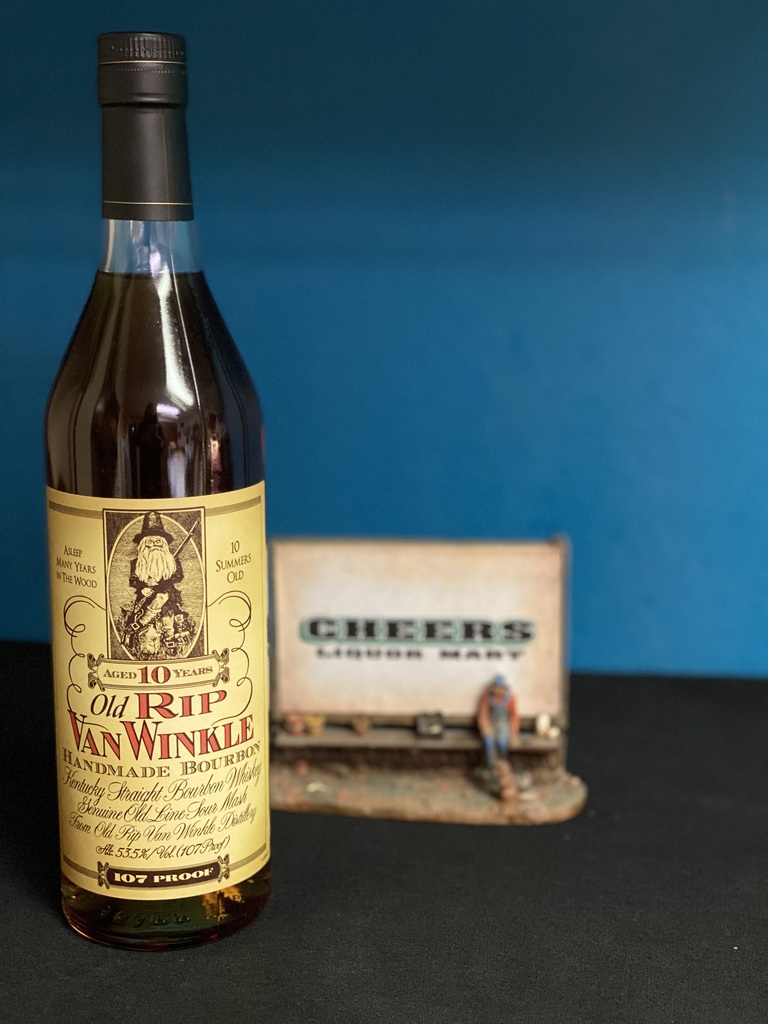 ASLEEP
MANY YEARS
IN THE WOOD
10
SUMMERS
OLD
AGED 10 YEARS
Old RIP
VAN WINKLE
HANDMADE BOURBON
Kentucky Straight Bourbon Whiskey
Genuine Old-Line Sour Mash
From Old Rip Van Winkle Distillery
Alc. 53.5% / Vol. (107 Proof)
107 PROOF
CHEERS
LIQUOR MART